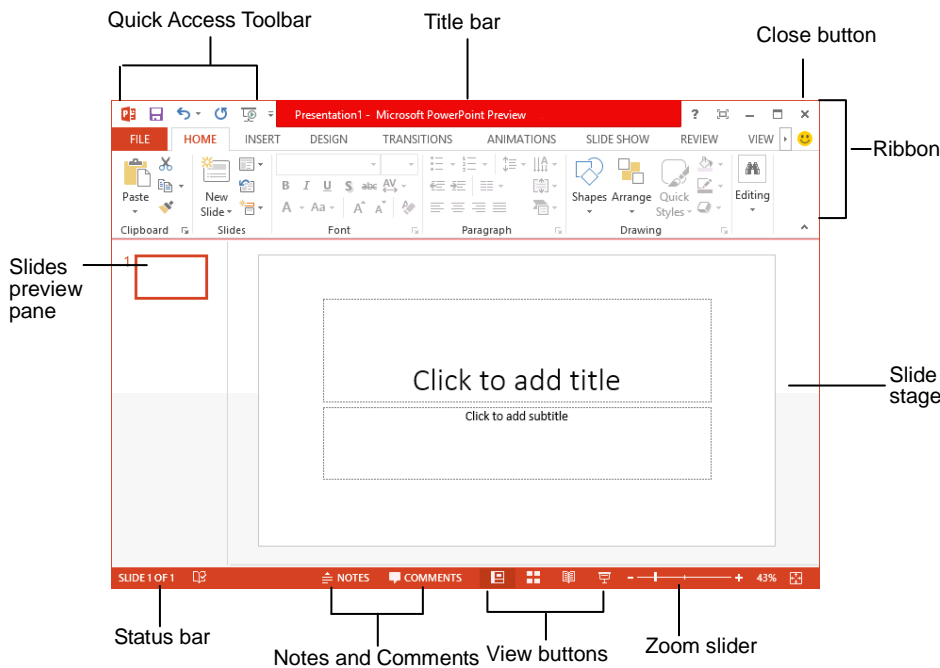 Quick Access Toolbar
Title bar
Close button
Presentation1 - Microsoft PowerPoint Preview
?
FILE HOME INSERT DESIGN TRANSITIONS ANIMATIONS SLIDE SHOW REVIEW VIEW
Ribbon
Paste
New
Slide
B I U S abc AV
A Aa A A
Shapes Arrange Quick
Styles
Editing
Clipboard Slides Font Paragraph Drawing
Slides
preview
pane
1
Click to add title
Click to add subtitle
Slide
stage
SLIDE 1 OF 1 NOTES COMMENTS - + 43%
Status bar
Notes and Comments
View buttons
Zoom slider